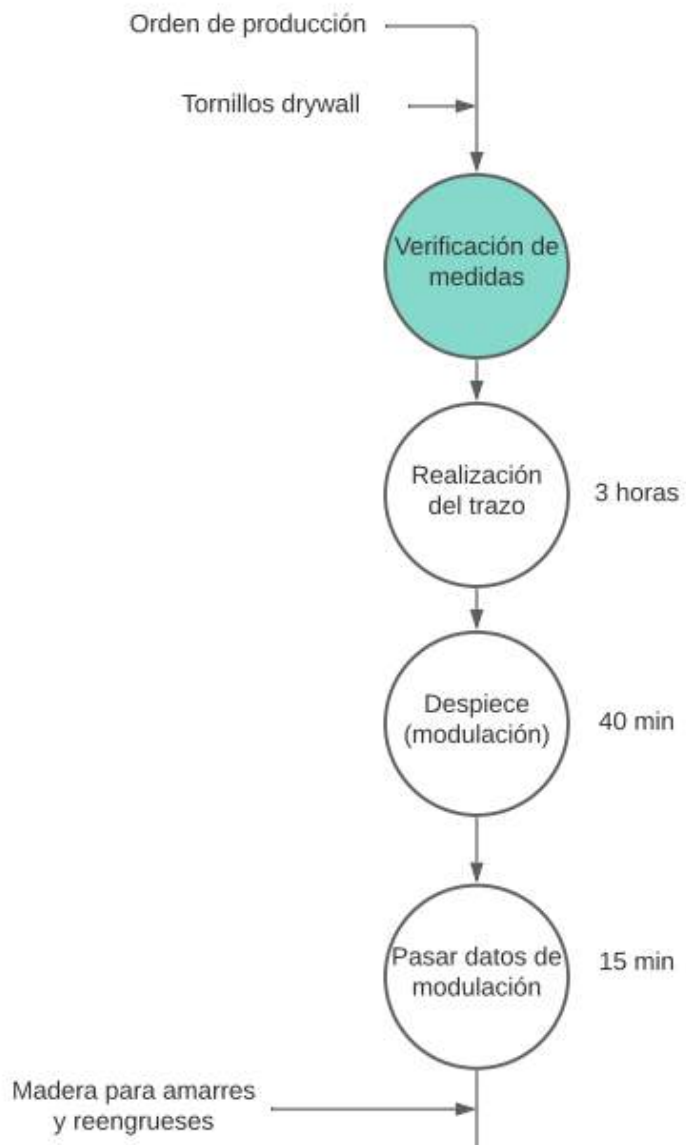 Orden de producción
Tornillos drywall
Verificación de
medidas
Realización
del trazo
3 horas
Despiece
(modulación)
40 min
Pasar datos de
modulación
15 min
Madera para amarres
y reengrueses